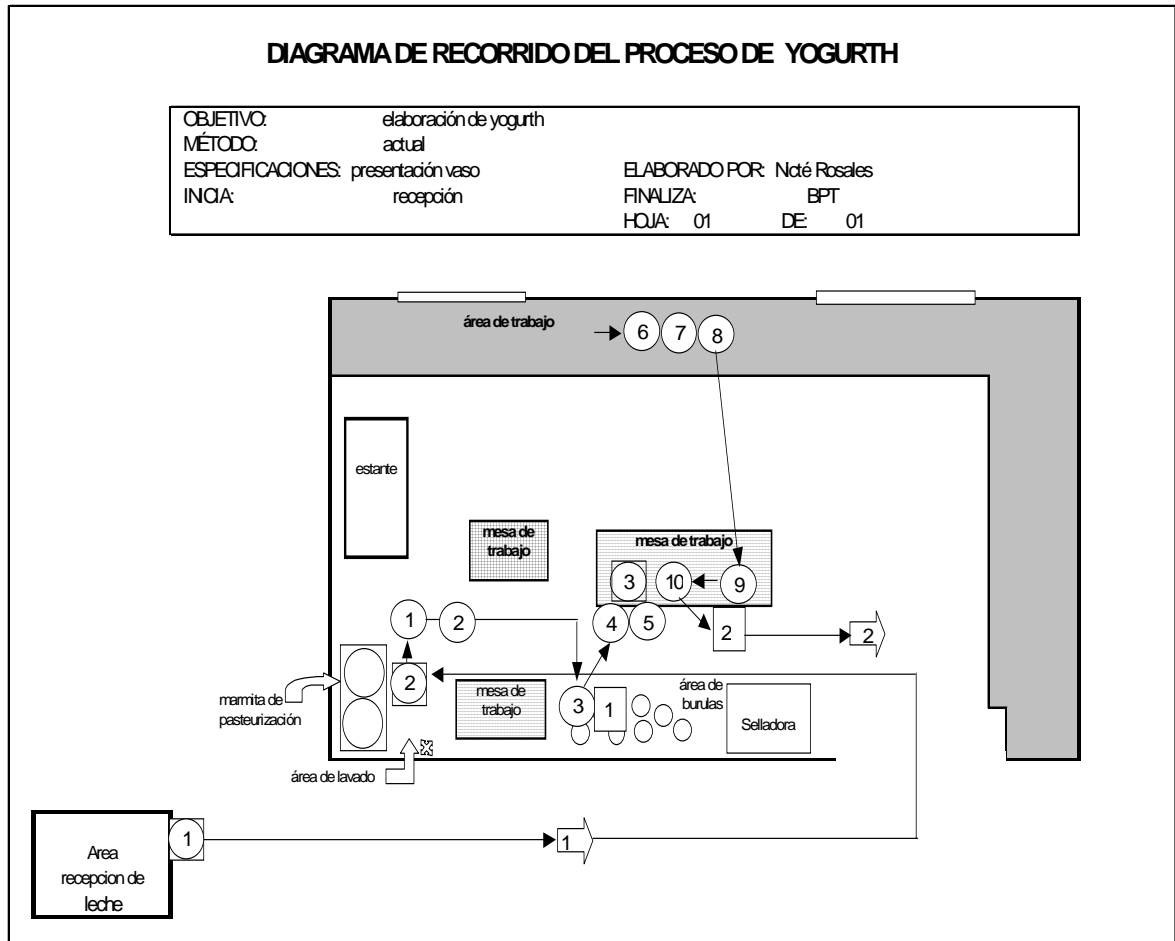 DIAGRAMA DE RECORRIDO DEL PROCESO DE YOGURTH
OBJETIVO: elaboración de yogurth
MÉTODO: actual
ESPECIFICACIONES: presentación vaso ELABORADO POR: Nicté Rosales
INICIA: recepción FINALIZA: BPT
HOJA: 01 DE: 01
área de trabajo 6 7 8
estante
mesa de
trabajo
mesa de trabajo
3 10 9
1 2 4 5 2 2
2
marmita de
pasteurización
mesa de
trabajo
3 1
área de
burulas
Selladora
área de lavado
1 1
Area
recepcion de
leche